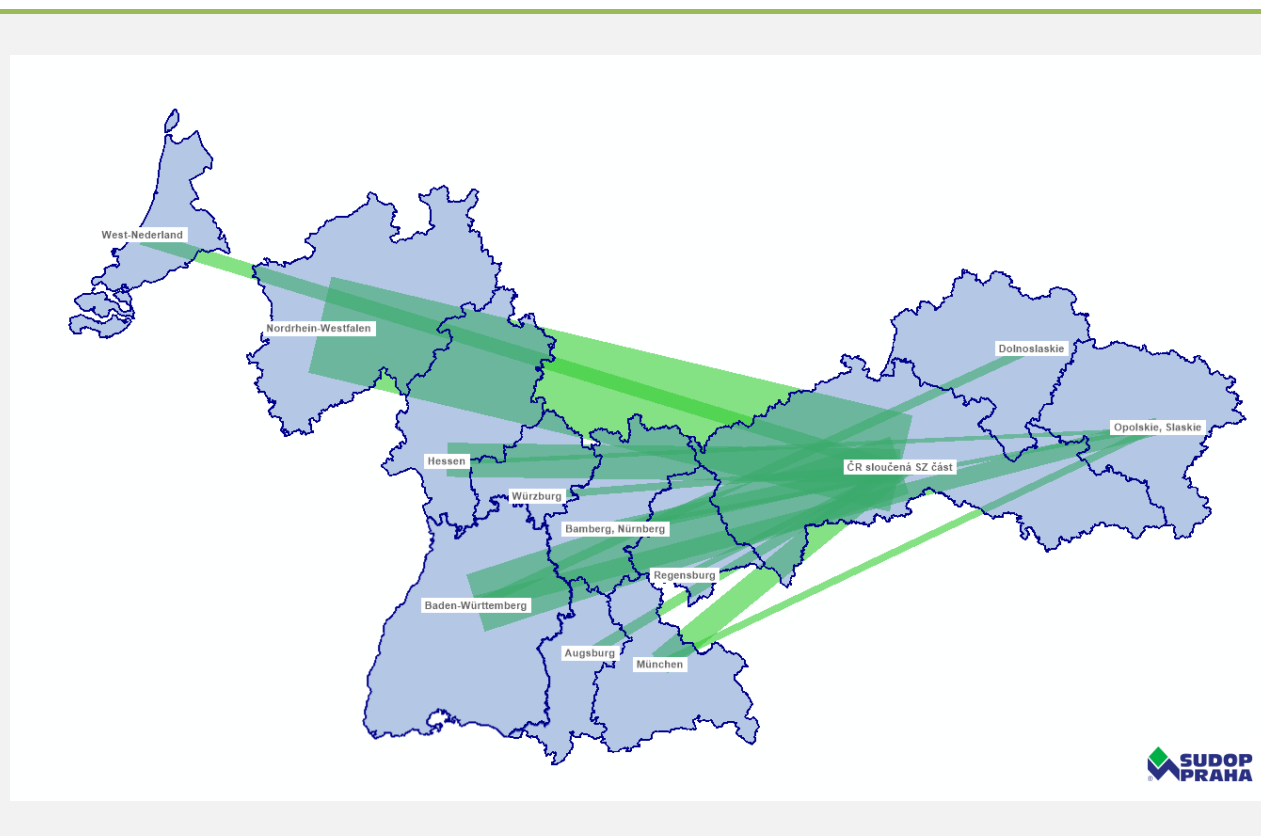 West-Nederland
Nordrhein-Westfalen
Dolnoslaskie
Opolskie, Slaskie
Hessen
ČR sloučená SZ část
Würzburg
Bamberg, Nürnberg
Regensburg
Baden-Württemberg
Augsburg
München
SUDOP
PRAHA